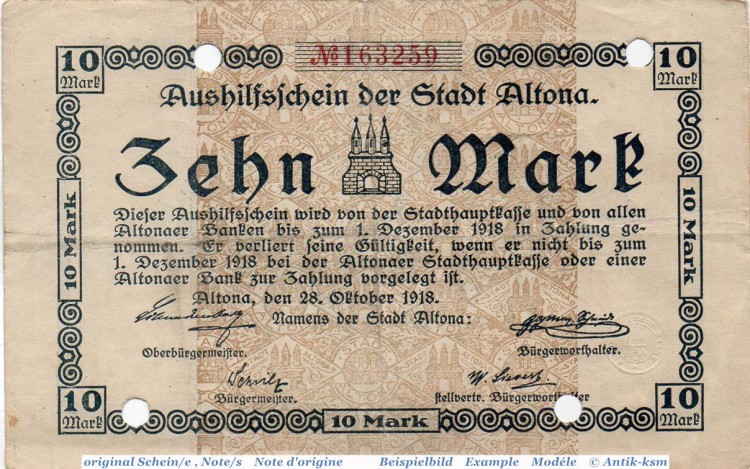 10 Mark
№163259
10 Mark
Aushilfsschein der Stadt Altona.
Zehn Mark
Dieser Aushilfsschein wird von der Stadthauptkasse und von allen
Altonaer Banken bis zum 1. Dezember 1918 in Zahlung ge-
nommen. Er verliert seine Gültigkeit, wenn er nicht bis zum
1. Dezember 1918 bei der Altonaer Stadthauptkasse oder einer
Altonaer Bank zur Zahlung vorgelegt ist.
Altona, den 28. Oktober 1918.
Namens der Stadt Altona:
Oberbürgermeister.
Bürgerworthalter.
Bürgermeister.
stellvertr. Bürgerworthalter
10 Mark
10 Mark
10 Mark
10 Mark
10 Mark
original Schein/e , Note/s Note d'origine Beispielbild Example Modéle © Antik-ksm